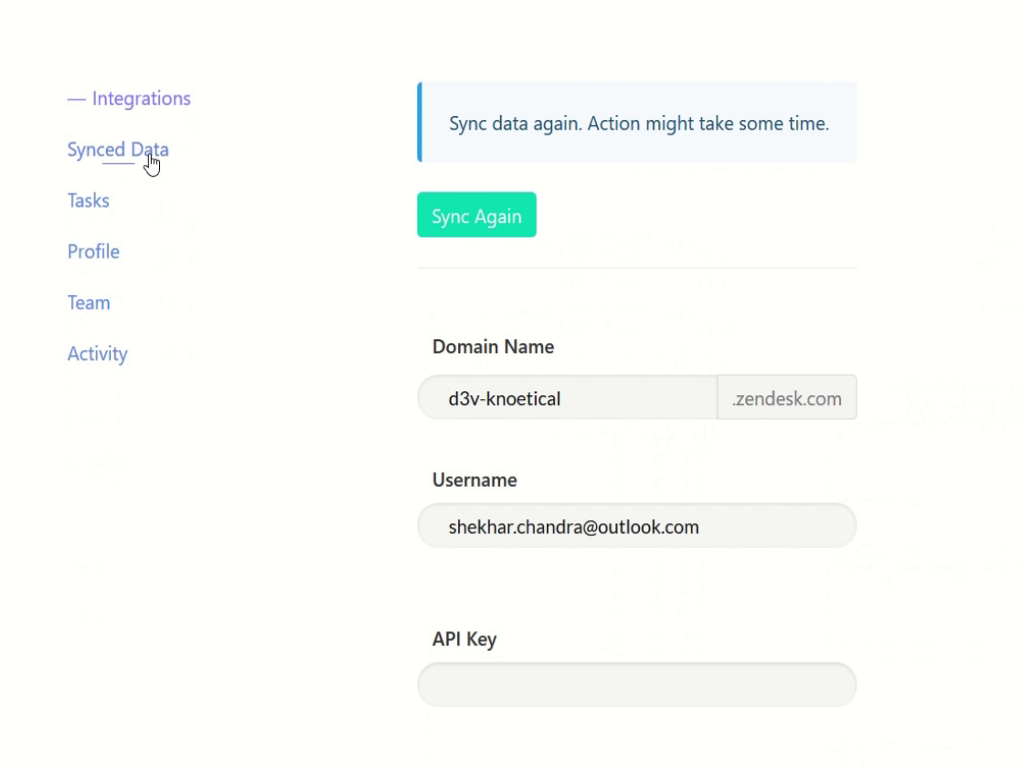 — Integrations
Synced Data
Tasks
Profile
Team
Activity
Sync data again. Action might take some time.
Sync Again
Domain Name
d3v-knoetical .zendesk.com
Username
shekhar.chandra@outlook.com
API Key